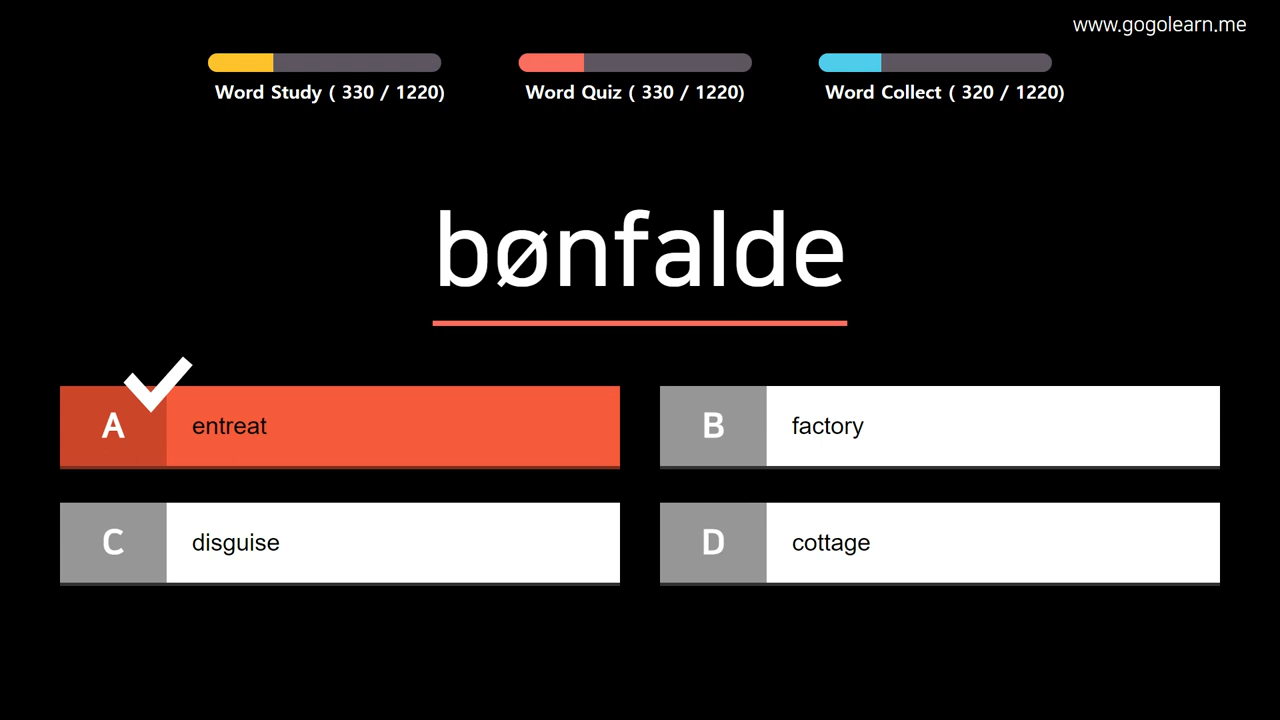 www.gogolearn.me
Word Study ( 330 / 1220)
Word Quiz ( 330 / 1220)
Word Collect ( 320 / 1220)
bønfalde
A entreat
B factory
C disguise
D cottage